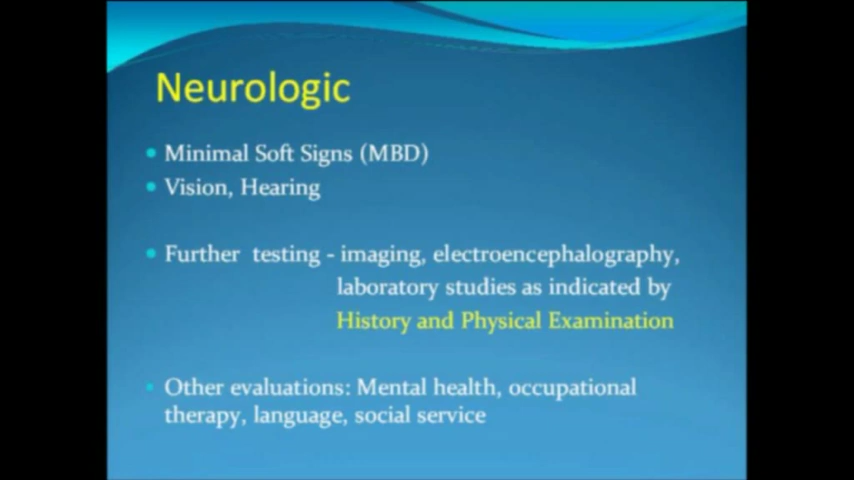 Neurologic
• Minimal Soft Signs (MBD)
• Vision, Hearing
• Further testing - imaging, electroencephalography,
laboratory studies as indicated by
History and Physical Examination
• Other evaluations: Mental health, occupational
therapy, language, social service